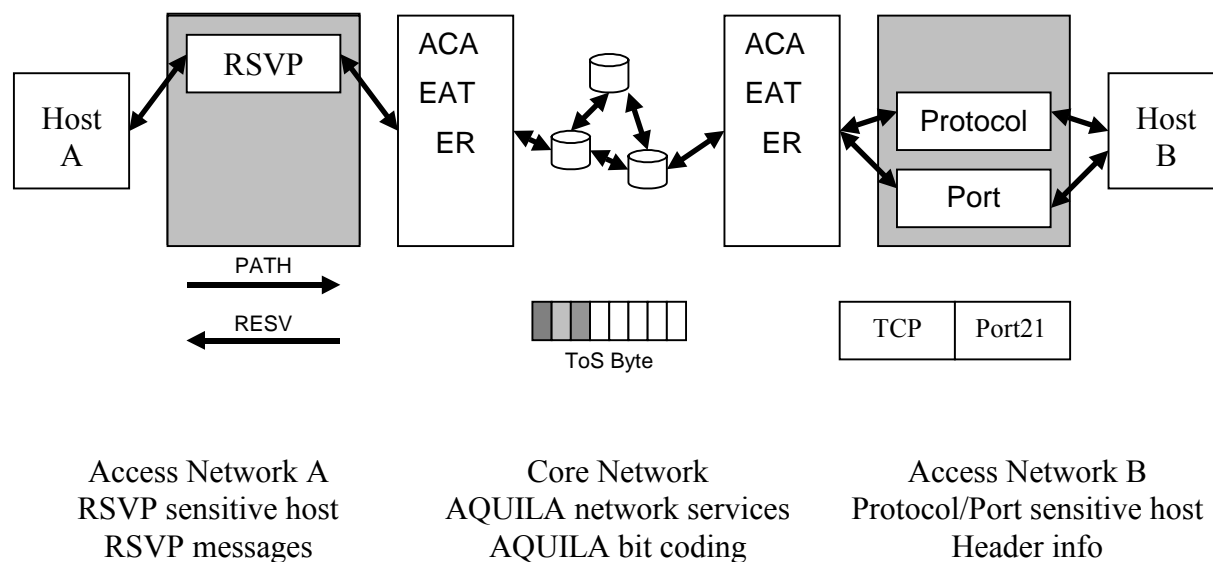 Host
A
RSVP
ACA
EAT
ER
ACA
EAT
ER
Protocol
Port
Host
B
PATH
RESV
ToS Byte
TCP
Port21
Access Network A
RSVP sensitive host
RSVP messages
Core Network
AQUILA network services
AQUILA bit coding
Access Network B
Protocol/Port sensitive host
Header info